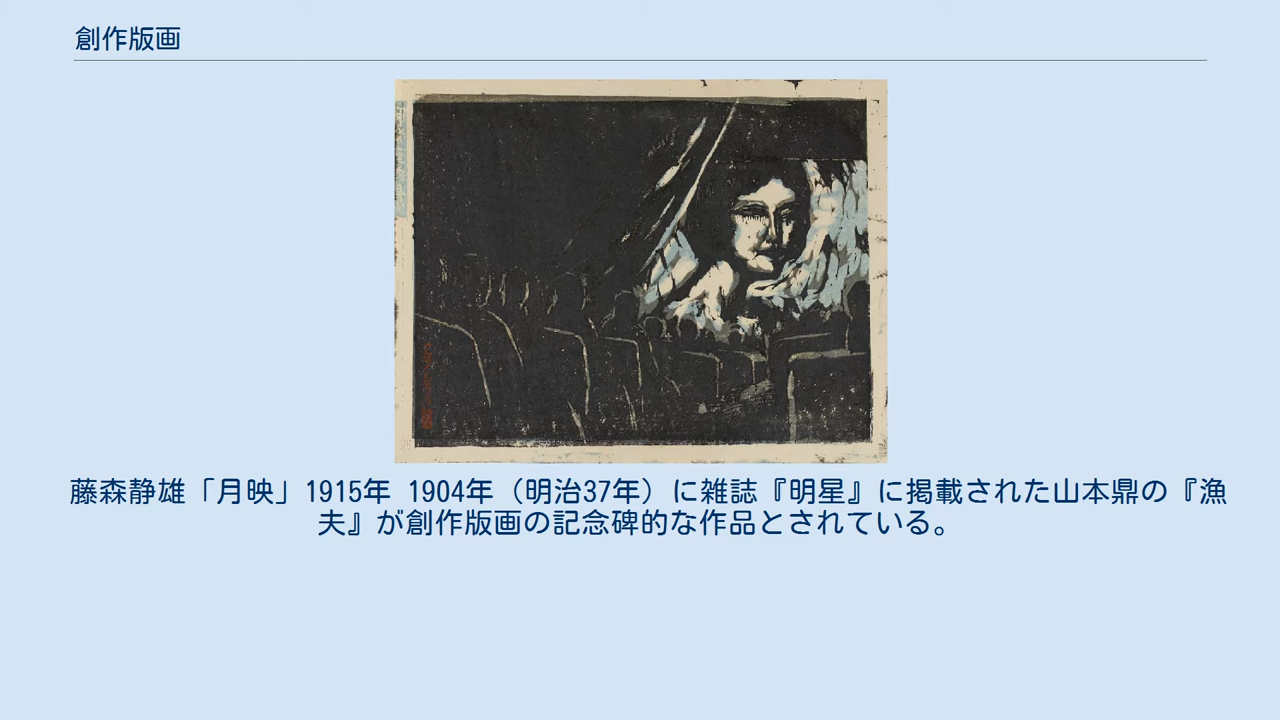 創作版画
藤森静雄「月映」1915年 1904年（明治37年）に雑誌『明星』に掲載された山本鼎の『漁
夫』が創作版画の記念碑的な作品とされている。